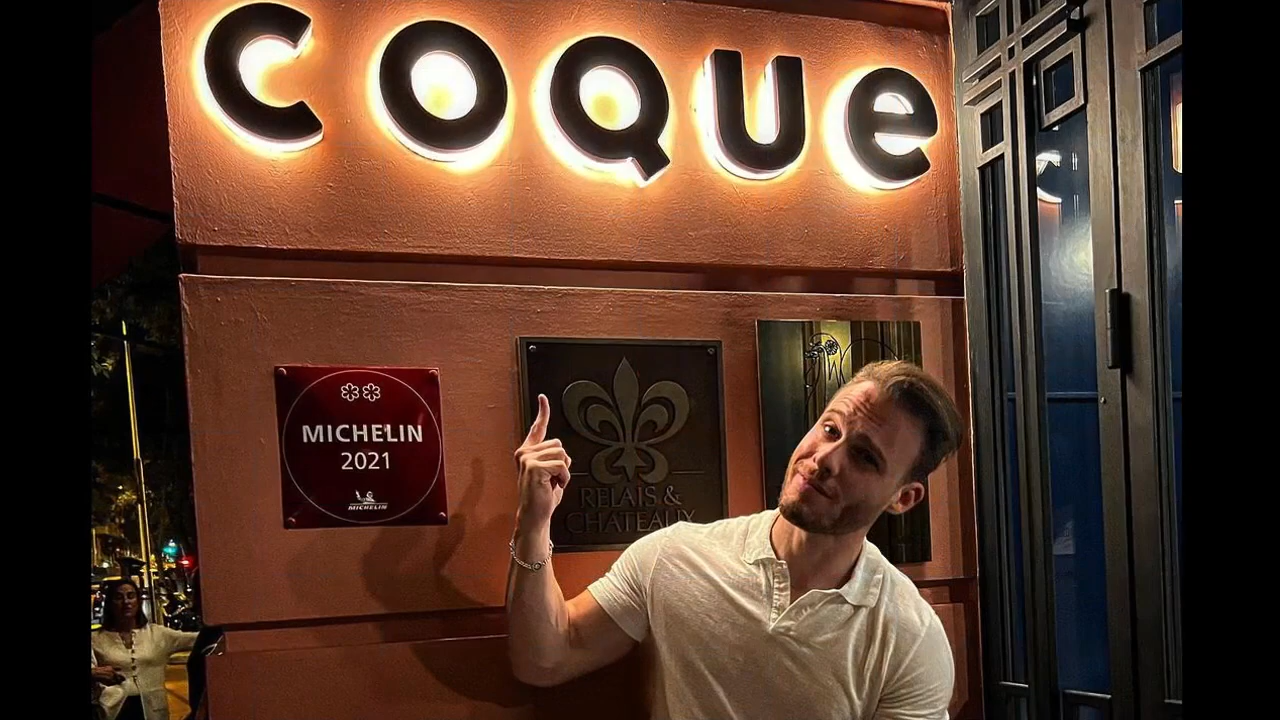 COQUe
MICHELIN
2021
MICHELIN
RELAIS &
CHATEAUX